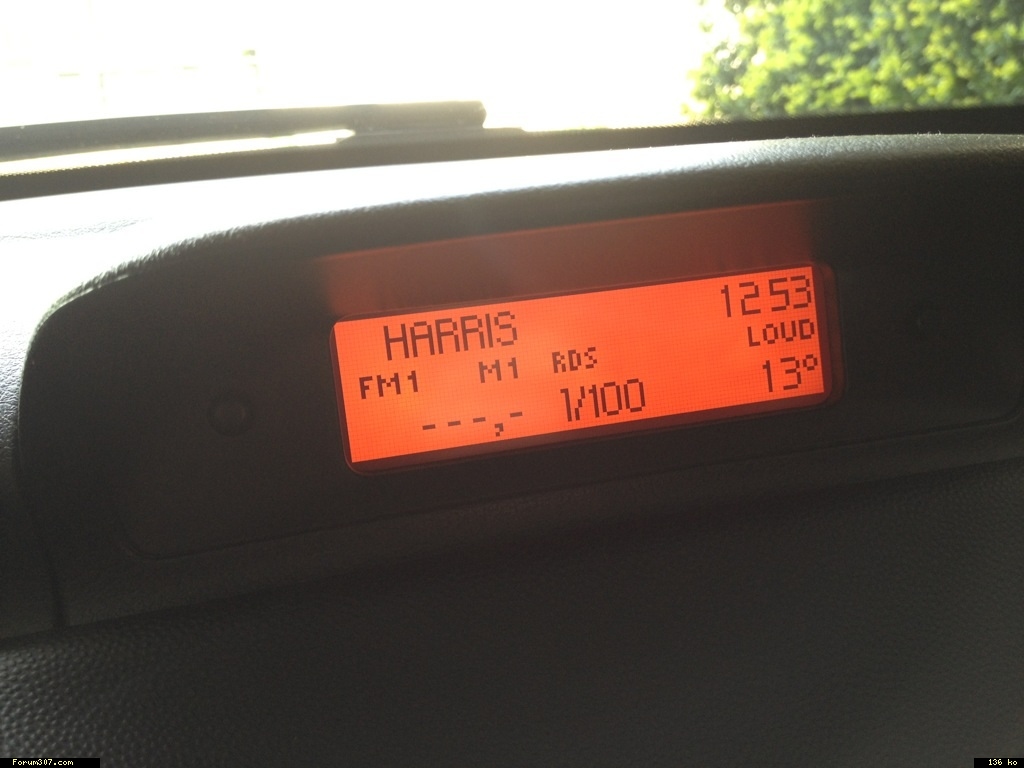 HARRIS 12:53
FM1 M1 RDS LOUD
---,- 1/100 13°
Forum307.com 136 ko